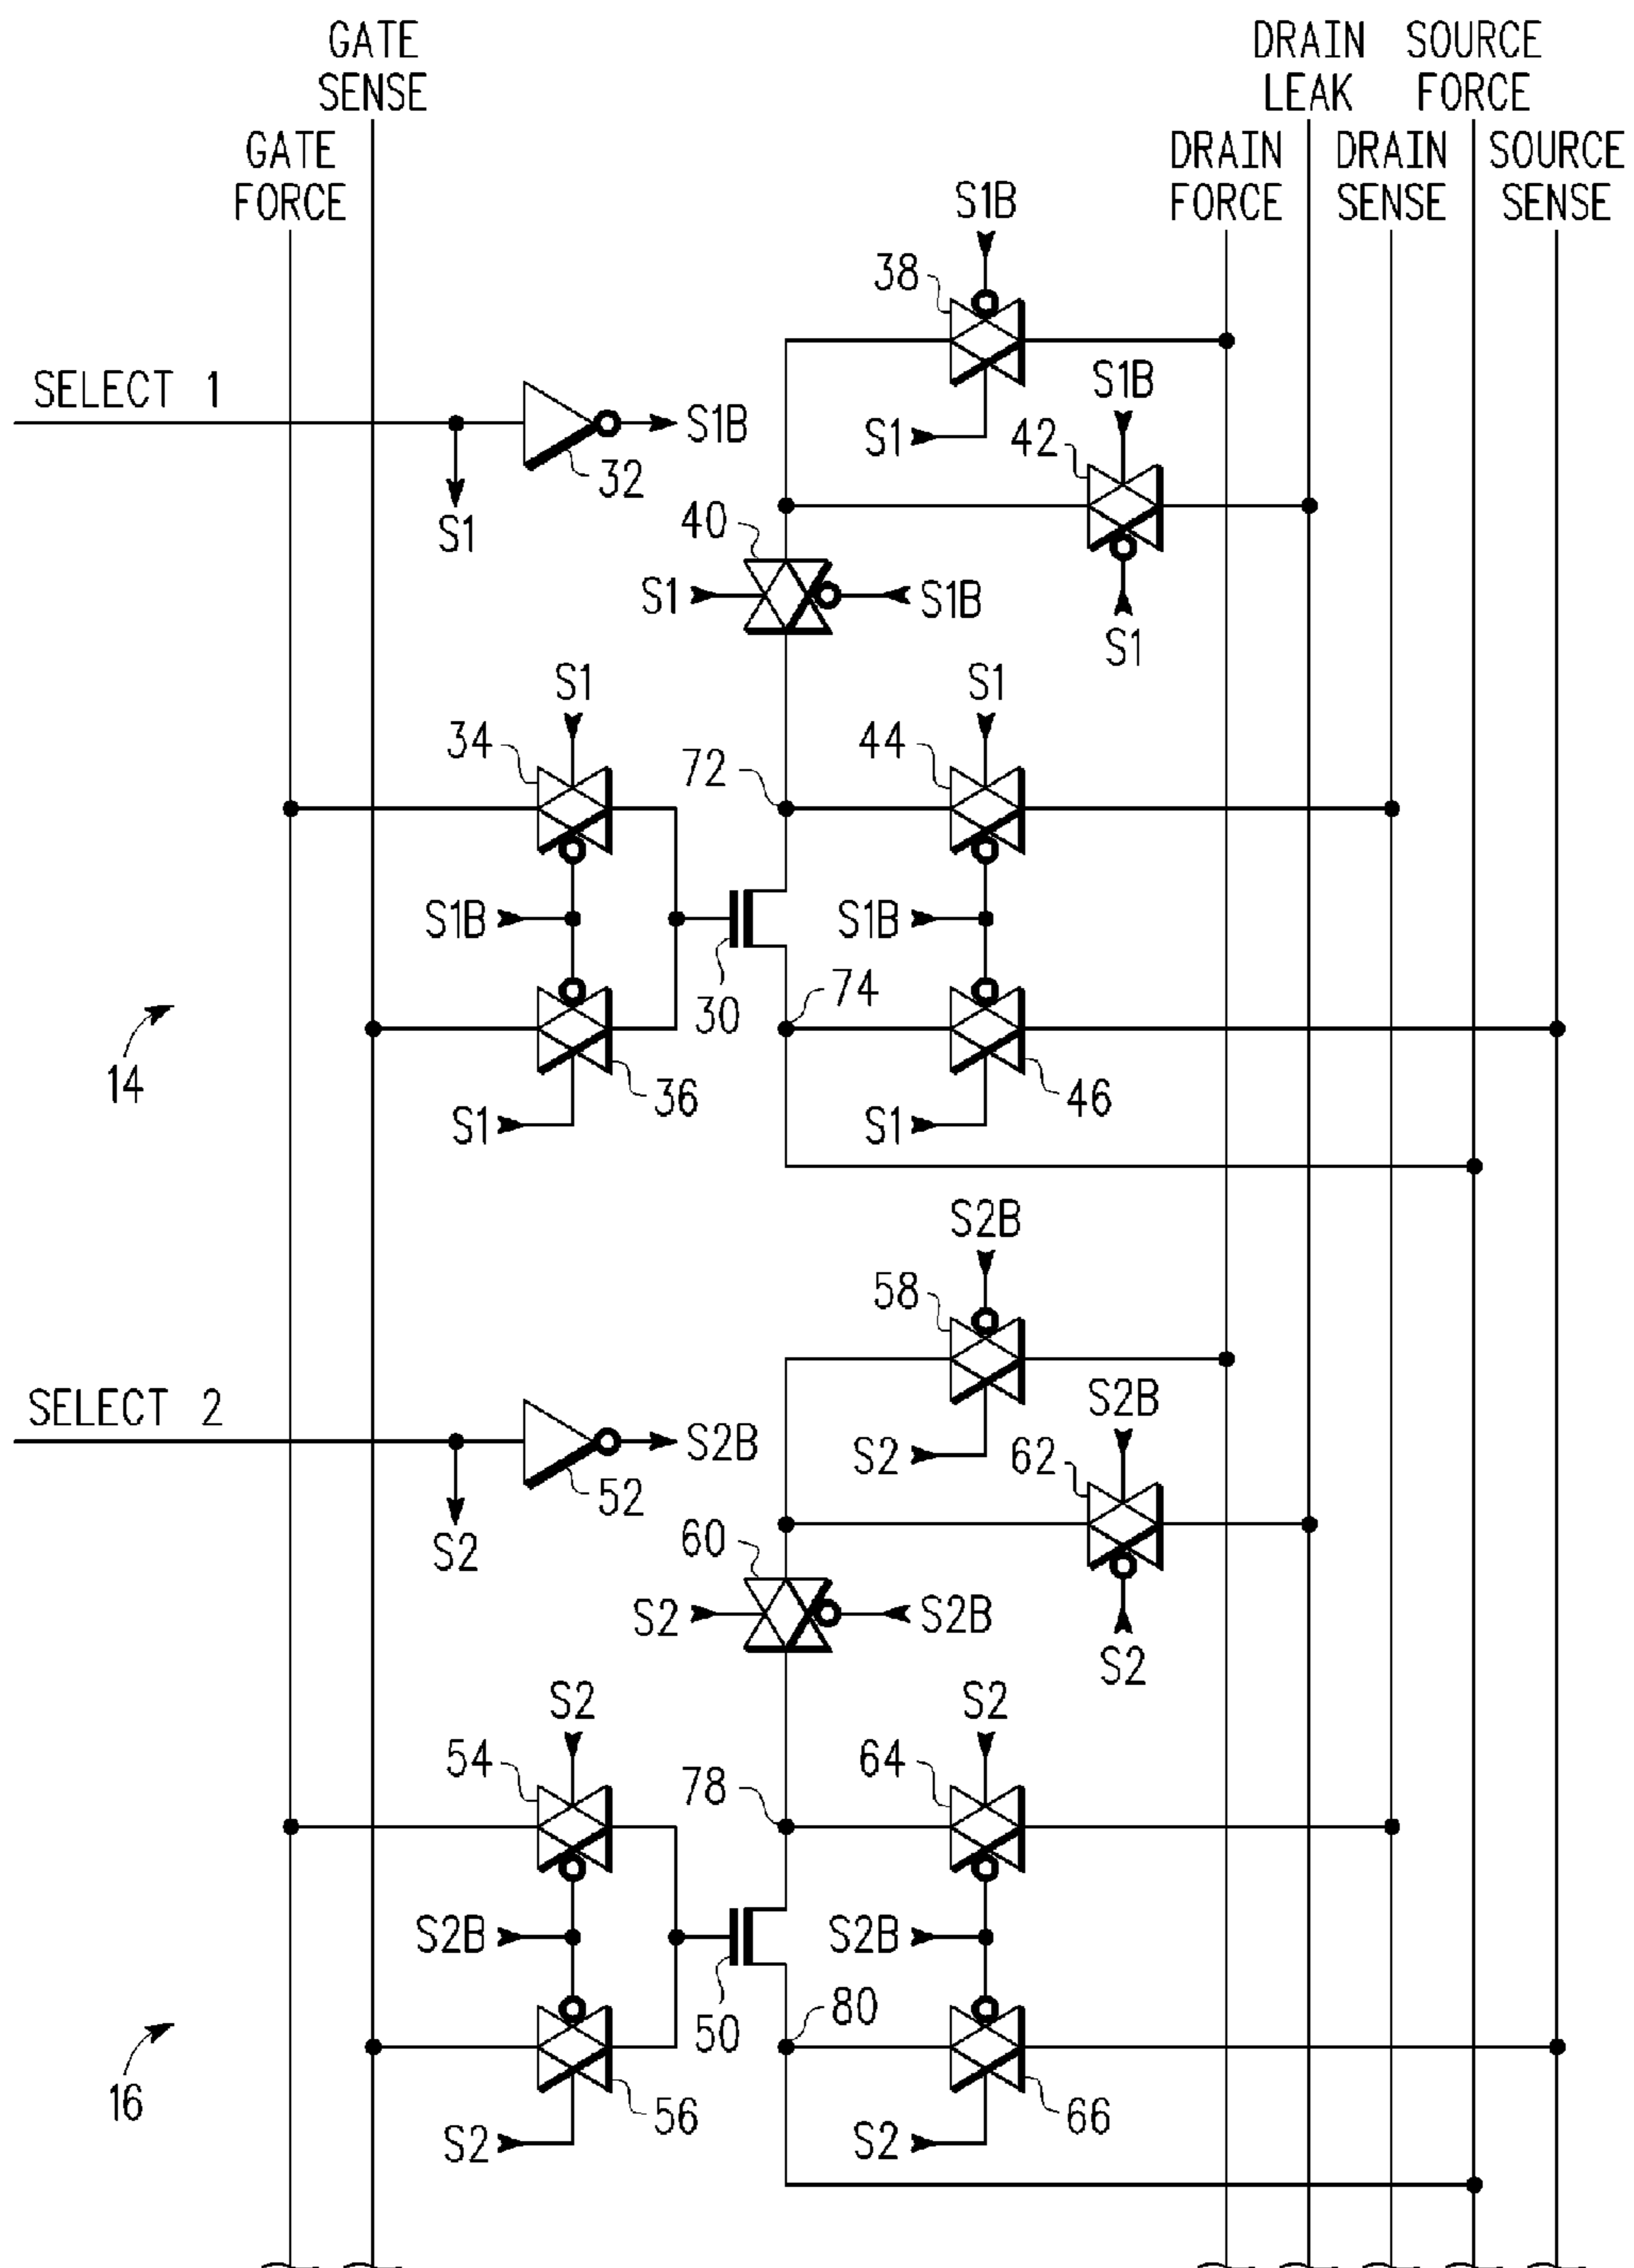 GATE
SENSE
DRAIN
LEAK
SOURCE
FORCE
GATE
FORCE
DRAIN
FORCE
DRAIN
SENSE
SOURCE
SENSE
S1B
38
SELECT 1
S1B
S1B
S1
42
32
S1
40
S1
S1B
S1
S1
S1
34
72
44
S1B
S1B
30
74
14
36
46
S1
S1
S2B
58
SELECT 2
S2B
S2B
S2
62
52
S2
60
S2
S2B
S2
S2
S2
54
78
64
S2B
S2B
50
80
16
56
66
S2
S2